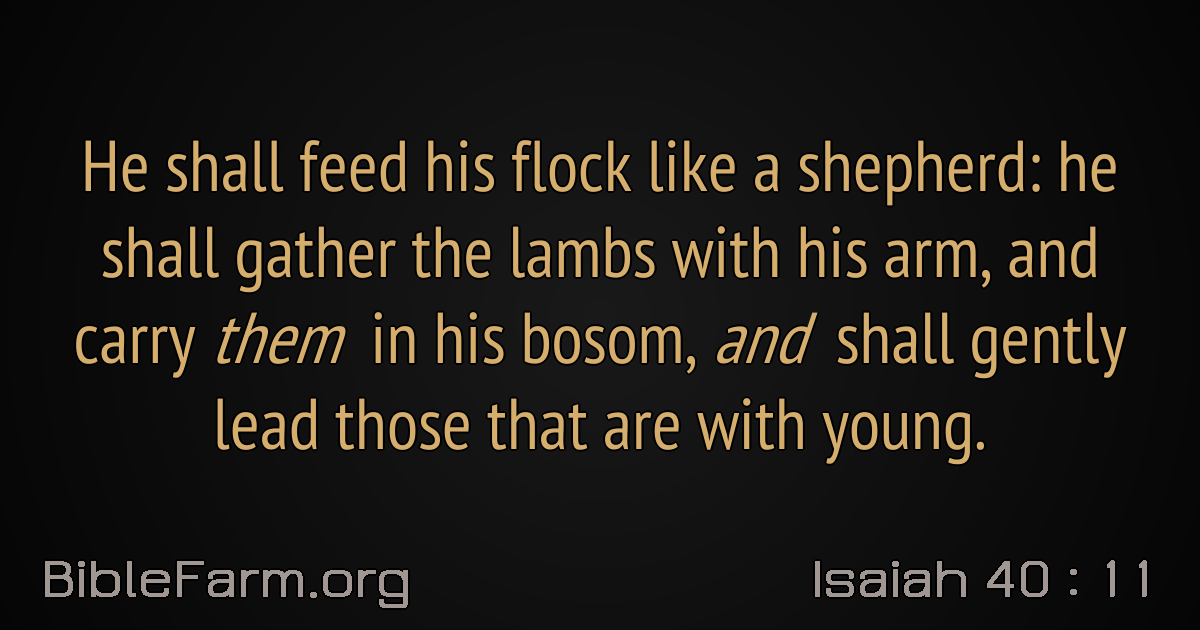 He shall feed his flock like a shepherd: he
shall gather the lambs with his arm, and
carry them in his bosom, and shall gently
lead those that are with young.
BibleFarm.org
Isaiah 40 : 11